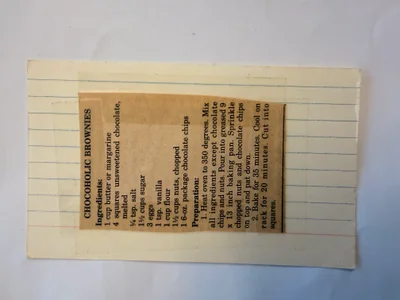 CHOCOHOLIC BROWNIES
Ingredients:
1 cup butter or margarine
4 squares unsweetened chocolate,
melted
¼ tsp. salt
1½ cups sugar
3 eggs
1 tsp. vanilla
1 cup flour
1½ cups nuts, chopped
1 6-oz. package chocolate chips
Preparation:
1. Heat oven to 350 degrees. Mix
all ingredients except chocolate
chips and nuts. Pour into greased 9
x 13 inch baking pan. Sprinkle
chopped nuts and chocolate chips
on top and pat down.
2. Bake for 35 minutes. Cool on
rack for 20 minutes. Cut into
squares.